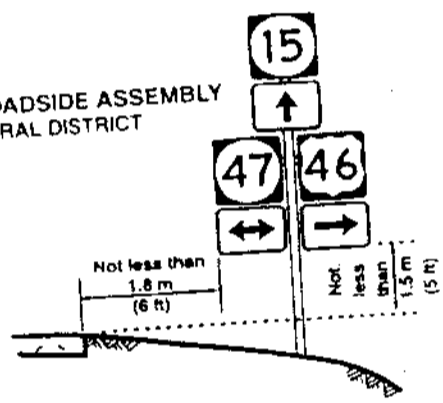 15
OADSIDE ASSEMBLY
RAL DISTRICT
47
46
Not less than
1.8 m
(6 ft)
Not
less
than
1.5 m
(5 ft)